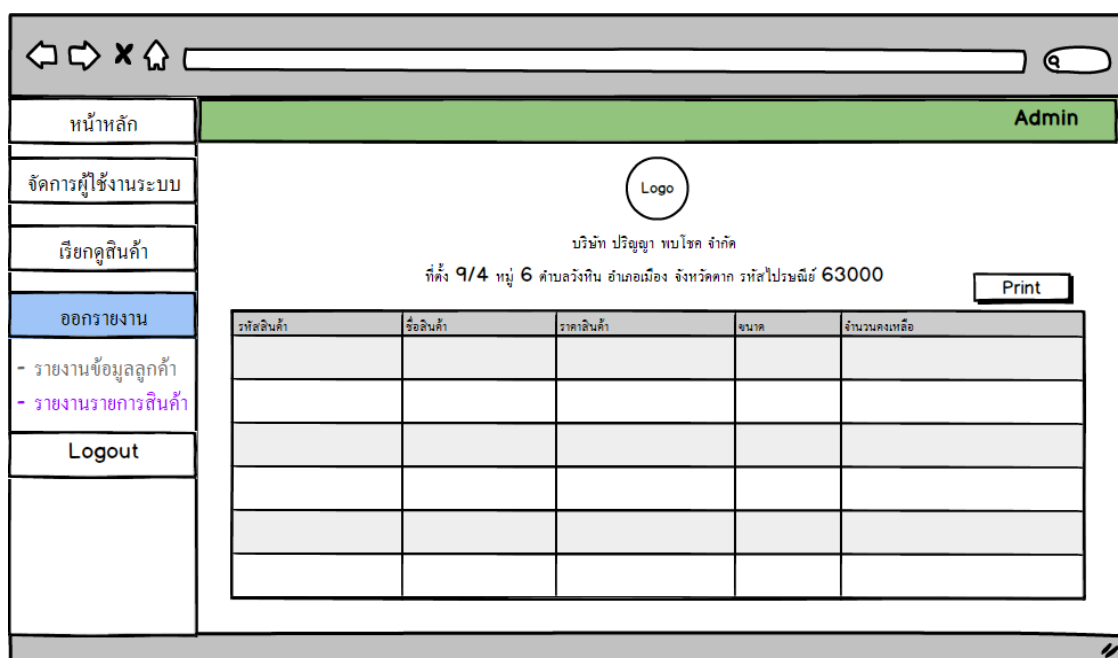 หน้าหลัก
Admin
จัดการผู้ใช้งานระบบ
Logo
เรียกดูสินค้า
บริษัท ปริญญา พบโชค จำกัด
ที่ตั้ง 9/4 หมู่ 6 ตำบลวังหิน อำเภอเมือง จังหวัดตาก รหัสไปรษณีย์ 63000
Print
ออกรายงาน
- รายงานข้อมูลลูกค้า
- รายงานรายการสินค้า
Logout
รหัสสินค้า ชื่อสินค้า ราคาสินค้า ขนาด จำนวนคงเหลือ